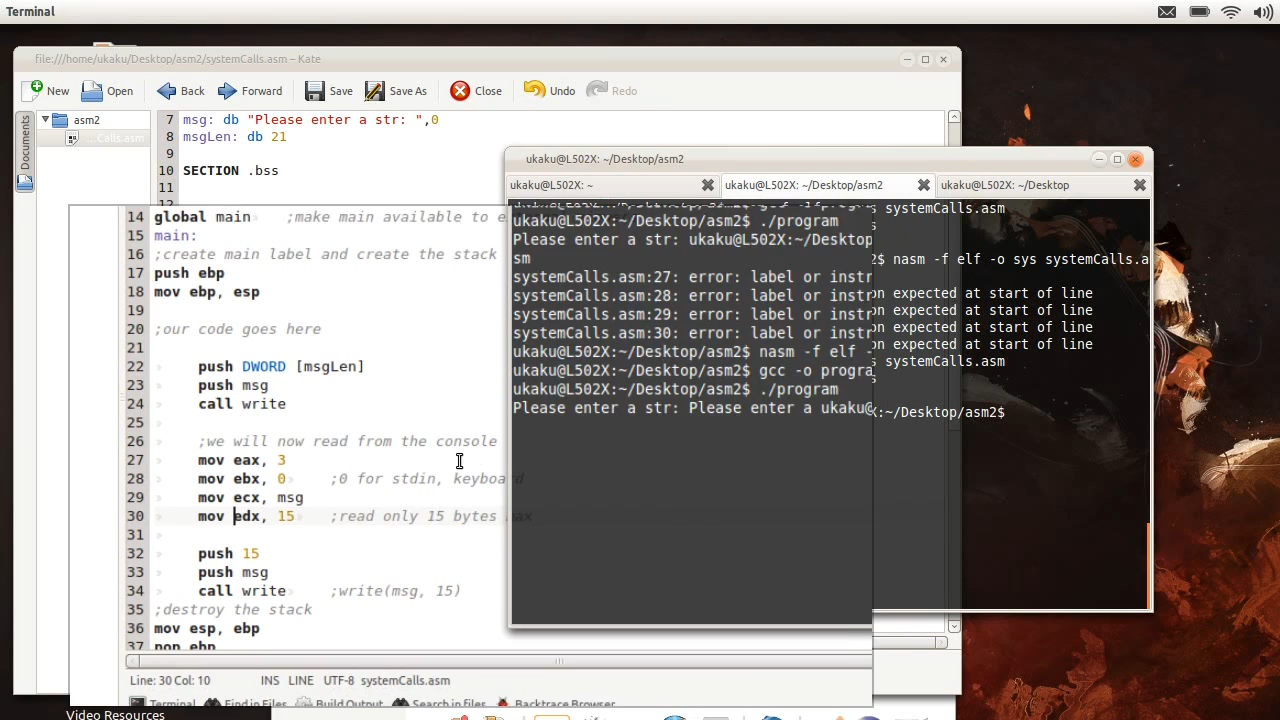 Terminal
file:///home/ukaku/Desktop/asm2/systemCalls.asm – Kate
New Open Back Forward Save Save As Close Undo Redo
Documents
asm2
...Calls.asm
7 msg: db "Please enter a str: ",0
8 msgLen: db 21
9
10 SECTION .bss
11
14 global main ;make main available to e
15 main:
16 ;create main label and create the stack
17 push ebp
18 mov ebp, esp
19
20 ;our code goes here
21
22 push DWORD [msgLen]
23 push msg
24 call write
25
26 ;we will now read from the console
27 mov eax, 3
28 mov ebx, 0 ;0 for stdin, keyboard
29 mov ecx, msg
30 mov edx, 15 ;read only 15 bytes max
31
32 push 15
33 push msg
34 call write ;write(msg, 15)
35 ;destroy the stack
36 mov esp, ebp
37 pop ebp
Line: 30 Col: 10 INS LINE UTF-8 systemCalls.asm
Terminal Find in Files Build Output Search in files Backtrace Browser
Video Resources
ukaku@L502X: ~/Desktop/asm2
ukaku@L502X: ~
ukaku@L502X: ~/Desktop/asm2
ukaku@L502X: ~/Desktop
ukaku@L502X:~/Desktop/asm2$ ./program
Please enter a str: ukaku@L502X:~/Desktop
sm
systemCalls.asm:27: error: label or instr
systemCalls.asm:28: error: label or instr
systemCalls.asm:29: error: label or instr
systemCalls.asm:30: error: label or instr
ukaku@L502X:~/Desktop/asm2$ nasm -f elf -
ukaku@L502X:~/Desktop/asm2$ gcc -o progra
ukaku@L502X:~/Desktop/asm2$ ./program
Please enter a str: Please enter a ukaku@
s systemCalls.asm
s
2$ nasm -f elf -o sys systemCalls.a
on expected at start of line
on expected at start of line
on expected at start of line
on expected at start of line
s systemCalls.asm
s
X:~/Desktop/asm2$